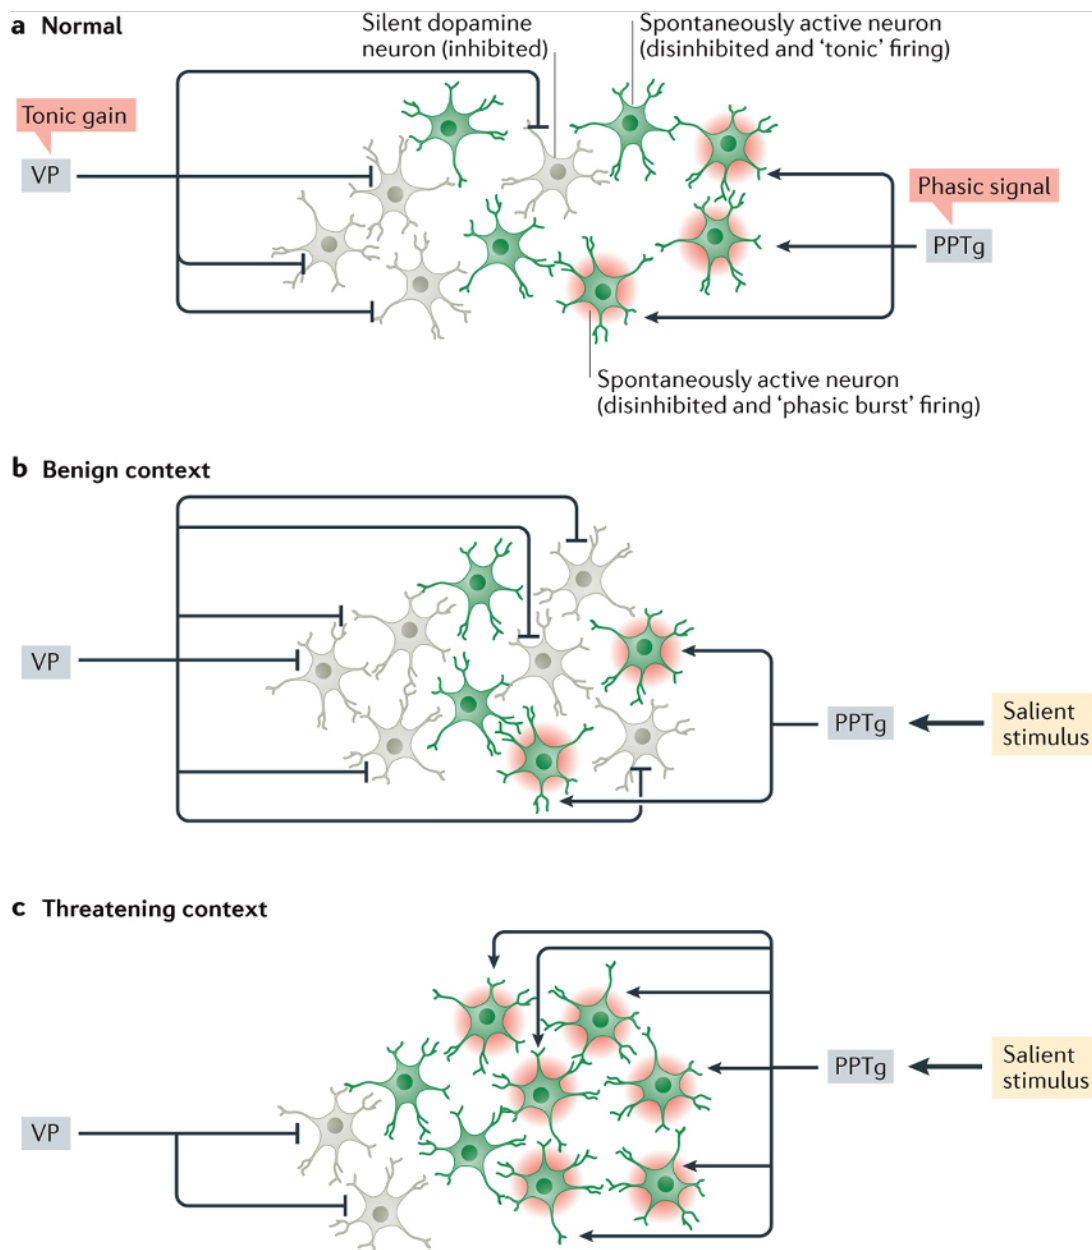 a Normal
Silent dopamine
neuron (inhibited)
Spontaneously active neuron
(disinhibited and ‘tonic’ firing)
Tonic gain
VP
Phasic signal
PPTg
Spontaneously active neuron
(disinhibited and ‘phasic burst’ firing)
b Benign context
VP
PPTg
Salient
stimulus
c Threatening context
VP
PPTg
Salient
stimulus